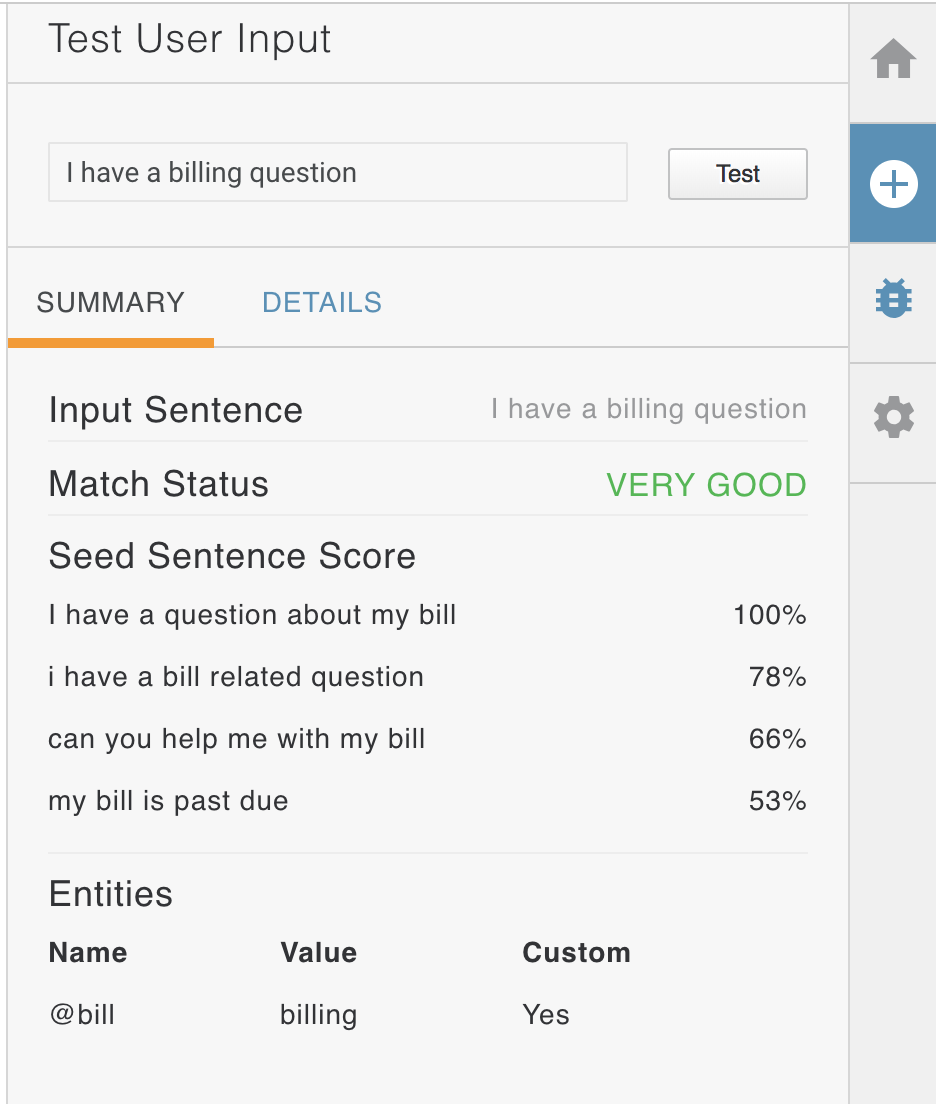 Test User Input
I have a billing question Test
SUMMARY DETAILS
Input Sentence I have a billing question
Match Status VERY GOOD
Seed Sentence Score
I have a question about my bill 100%
i have a bill related question 78%
can you help me with my bill 66%
my bill is past due 53%
Entities
Name Value Custom
@bill billing Yes